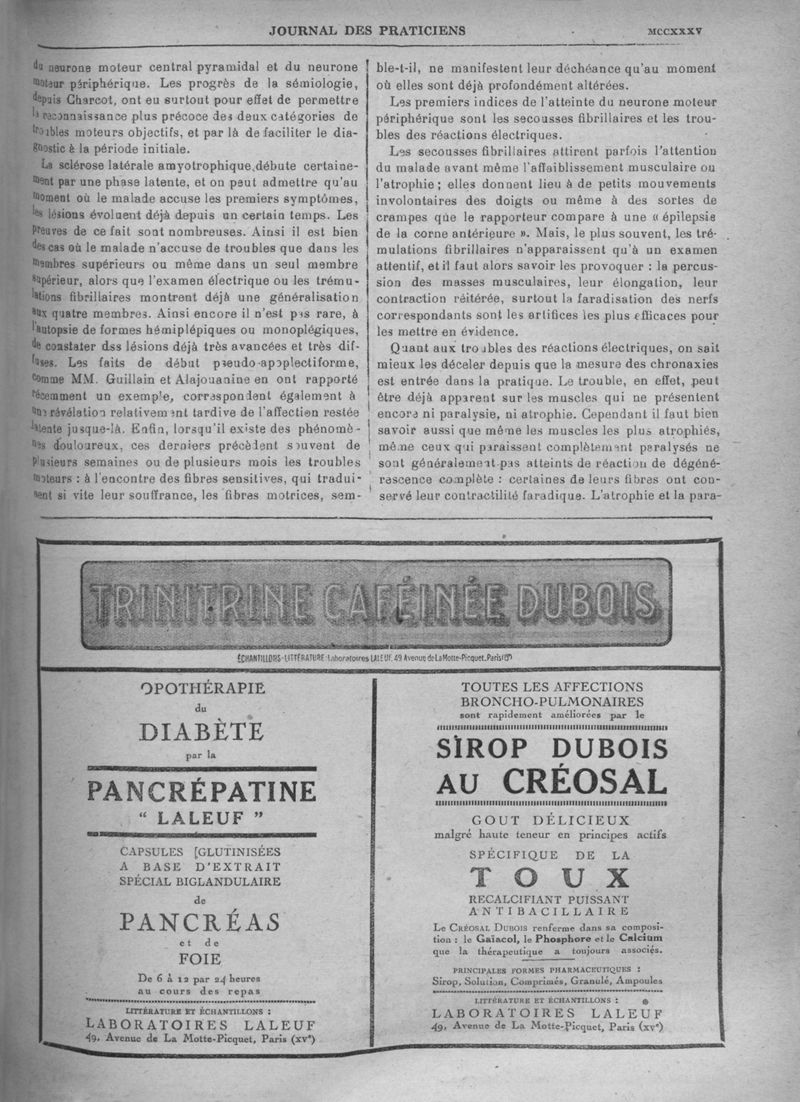 JOURNAL DES PRATICIENS
MCCXXXV
du neurone moteur central pyramidal et du neurone
moteur périphérique. Les progrès de la sémiologie,
depuis Charcot, ont eu surtout pour effet de permettre
la reconnaissance plus précoce des deux catégories de
troubles moteurs objectifs, et par là de faciliter le dia-
gnostic à la période initiale.
La sclérose latérale amyotrophique débute certaine-
ment par une phase latente, et on peut admettre qu'au
moment où le malade accuse les premiers symptômes,
les lésions évoluent déjà depuis un certain temps. Les
preuves de ce fait sont nombreuses. Ainsi il est bien
des cas où le malade n'accuse de troubles que dans les
membres supérieurs ou même dans un seul membre
supérieur, alors que l'examen électrique ou les trému-
lations fibrillaires montrent déjà une généralisation
aux quatre membres. Ainsi encore il n'est pas rare, à
l'autopsie de formes hémiplépiques ou monoplégiques,
de constater dss lésions déjà très avancées et très dif-
fuses. Les faits de début pseudo-apoplectiforme,
comme MM. Guillain et Alajouanine en ont rapporté
récemment un exemple, correspondent également à
une révélation relativement tardive de l'affection restée
latente jusque-là. Enfin, lorsqu'il existe des phénomè-
nes douloureux, ces derniers précèdent souvent de
plusieurs semaines ou de plusieurs mois les troubles
moteurs : à l'encontre des fibres sensitives, qui tradui-
sent si vite leur souffrance, les fibres motrices, sem-
ble-t-il, ne manifestent leur déchéance qu'au moment
où elles sont déjà profondément altérées.
Les premiers indices de l'atteinte du neurone moteur
périphérique sont les secousses fibrillaires et les trou-
bles des réactions électriques.
Les secousses fibrillaires attirent parfois l'attention
du malade avant même l'affaiblissement musculaire ou
l'atrophie ; elles donnent lieu à de petits mouvements
involontaires des doigts ou même à des sortes de
crampes que le rapporteur compare à une « épilepsie
de la corne antérieure ». Mais, le plus souvent, les tré-
mulations fibrillaires n'apparaissent qu'à un examen
attentif, et il faut alors savoir les provoquer : la percus-
sion des masses musculaires, leur élongation, leur
contraction réitérée, surtout la faradisation des nerfs
correspondants sont les artifices les plus efficaces pour
les mettre en évidence.
Quant aux troubles des réactions électriques, on sait
mieux les déceler depuis que la mesure des chronaxies
est entrée dans la pratique. Le trouble, en effet, peut
être déjà apparent sur les muscles qui ne présentent
encore ni paralysie, ni atrophie. Cependant il faut bien
savoir aussi que même les muscles les plus atrophiés,
même ceux qui paraissent complètement paralysés ne
sont généralement pas atteints de réaction de dégéné-
rescence complète : certaines de leurs fibres ont con-
servé leur contractilité faradique. L'atrophie et la para-
TRINITRINE CAFÉINÉE DUBOIS
ÉCHANTILLONS-LITTÉRATURE-Laboratoires LALEUF, 49 Avenue de La Motte-Picquet, Paris (15e)
OPOTHÉRAPIE
du
DIABÈTE
par la
PANCRÉPATINE
“ LALEUF ”
CAPSULES [GLUTINISÉES
A BASE D'EXTRAIT
SPÉCIAL BIGLANDULAIRE
de
PANCRÉAS
et de
FOIE
De 6 à 12 par 24 heures
au cours des repas
LITTÉRATURE ET ÉCHANTILLONS :
LABORATOIRES LALEUF
49, Avenue de La Motte-Picquet, Paris (xve)
TOUTES LES AFFECTIONS
BRONCHO-PULMONAIRES
sont rapidement améliorées par le
SIROP DUBOIS
AU CRÉOSAL
GOUT DÉLICIEUX
malgré haute teneur en principes actifs
SPÉCIFIQUE DE LA
TOUX
RECALCIFIANT PUISSANT
ANTIBACILLAIRE
Le CRÉOSAL DUBOIS renferme dans sa composi-
tion : le Gaïacol, le Phosphore et le Calcium
que la thérapeutique a toujours associés.
PRINCIPALES FORMES PHARMACEUTIQUES :
Sirop, Solution, Comprimés, Granulé, Ampoules
LITTÉRATURE ET ÉCHANTILLONS :
LABORATOIRES LALEUF
49, Avenue de La Motte-Picquet, Paris (xve)